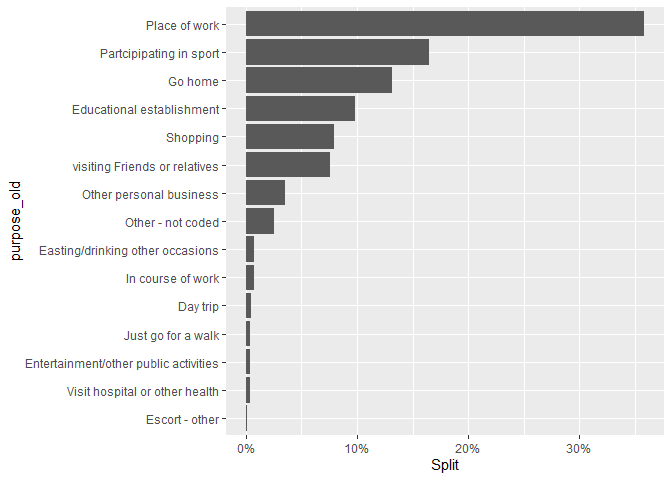 Place of work
Partcipipating in sport
Go home
Educational establishment
Shopping
visiting Friends or relatives
Other personal business
Other - not coded
Easting/drinking other occasions
In course of work
Day trip
Just go for a walk
Entertainment/other public activities
Visit hospital or other health
Escort - other
purpose_old
0%
10%
20%
30%
Split